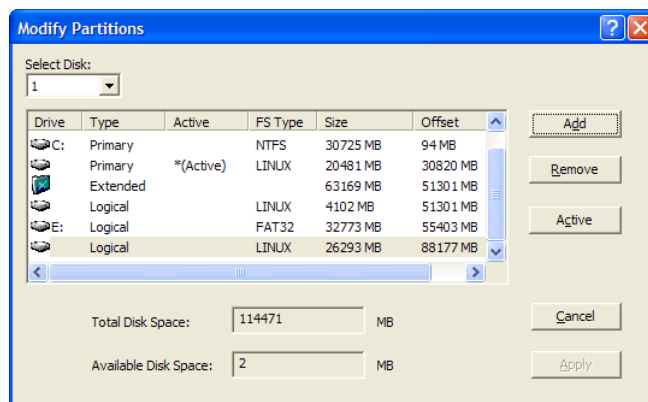 Modify Partitions
Select Disk:
1
Drive Type Active FS Type Size Offset
C: Primary NTFS 30725 MB 94 MB
Primary *(Active) LINUX 20481 MB 30820 MB
Extended 63169 MB 51301 MB
Logical LINUX 4102 MB 51301 MB
E: Logical FAT32 32773 MB 55403 MB
Logical LINUX 26293 MB 88177 MB
Add
Remove
Active
Total Disk Space: 114471 MB
Cancel
Available Disk Space: 2 MB
Apply